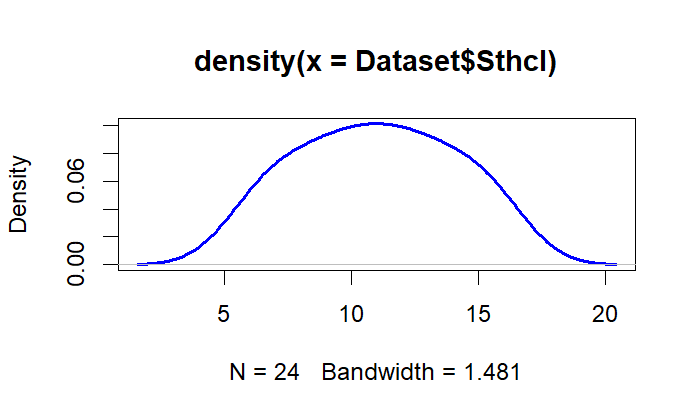 density(x = Dataset$Sthcl)
Density
0.06
0.00
5 10 15 20
N = 24 Bandwidth = 1.481